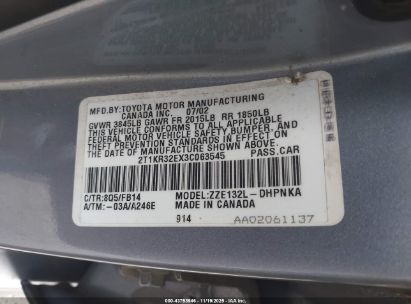 MFD.BY:TOYOTA MOTOR MANUFACTURING
CANADA INC. 07/02
GVWR 3845LB GAWR FR 2015LB RR 1850LB
THIS VEHICLE CONFORMS TO ALL APPLICABLE
FEDERAL MOTOR VEHICLE SAFETY, BUMPER, AND
THEFT PREVENTION STANDARDS IN EFFECT ON
THE DATE OF MANUFACTURE SHOWN ABOVE.
2T1KR32EX3C063545 PASS.CAR
C/TR:8Q5/FB14 MODEL:ZZE132L-DHPNKA
A/TM:-03A/A246E MADE IN CANADA
914 AA02061137